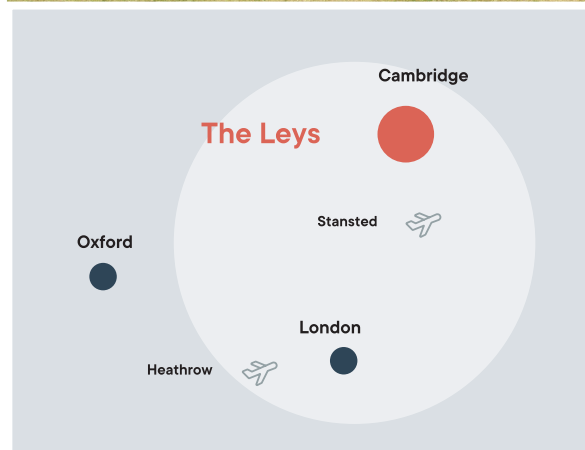 Cambridge
The Leys
Stansted
Oxford
London
Heathrow